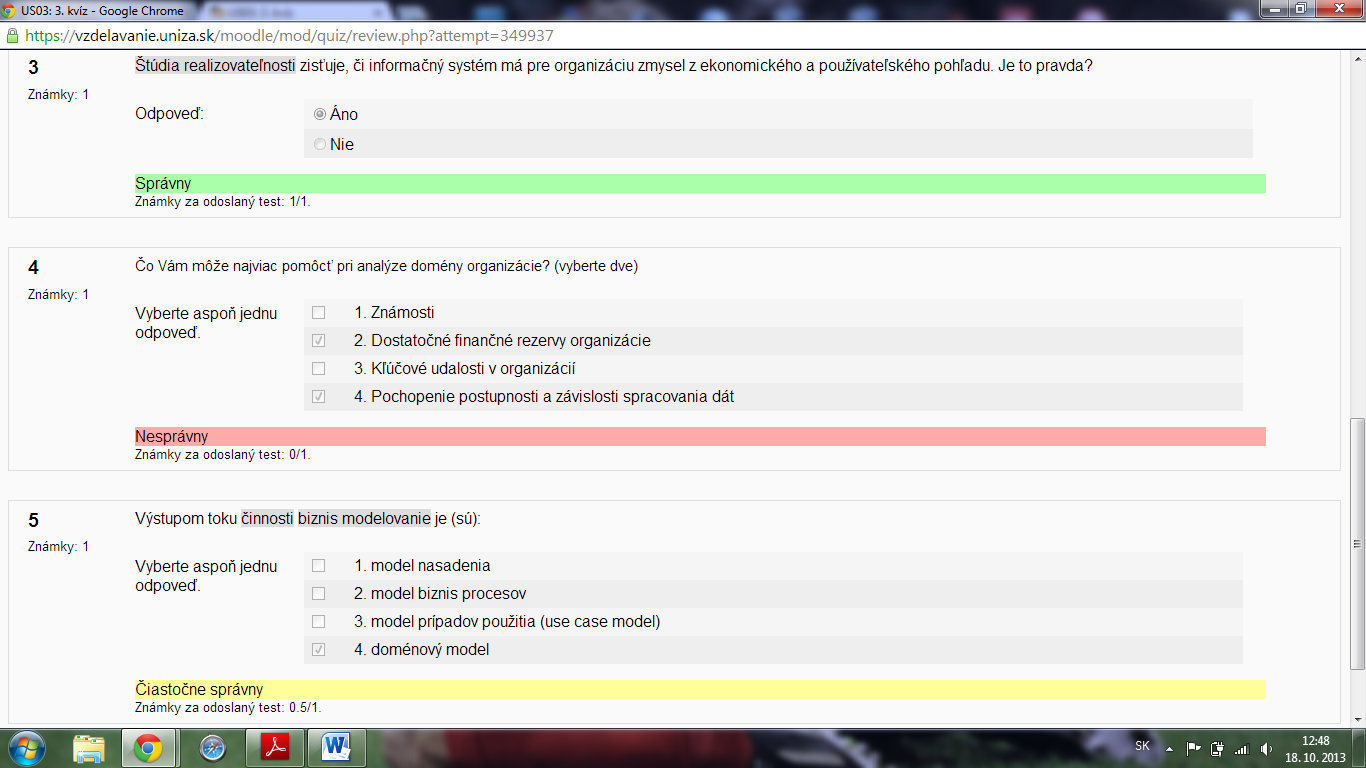 US03: 3. kvíz - Google Chrome
https://vzdelavanie.uniza.sk/moodle/mod/quiz/review.php?attempt=349937
3
Známky: 1
Štúdia realizovateľnosti zisťuje, či informačný systém má pre organizáciu zmysel z ekonomického a používateľského pohľadu. Je to pravda?
Odpoveď:
Áno
Nie
Správny
Známky za odoslaný test: 1/1.
4
Známky: 1
Čo Vám môže najviac pomôcť pri analýze domény organizácie? (vyberte dve)
Vyberte aspoň jednu
odpoveď.
1. Známosti
2. Dostatočné finančné rezervy organizácie
3. Kľúčové udalosti v organizácií
4. Pochopenie postupnosti a závislosti spracovania dát
Nesprávny
Známky za odoslaný test: 0/1.
5
Známky: 1
Výstupom toku činnosti biznis modelovanie je (sú):
Vyberte aspoň jednu
odpoveď.
1. model nasadenia
2. model biznis procesov
3. model prípadov použitia (use case model)
4. doménový model
Čiastočne správny
Známky za odoslaný test: 0.5/1.
SK
12:48
18. 10. 2013